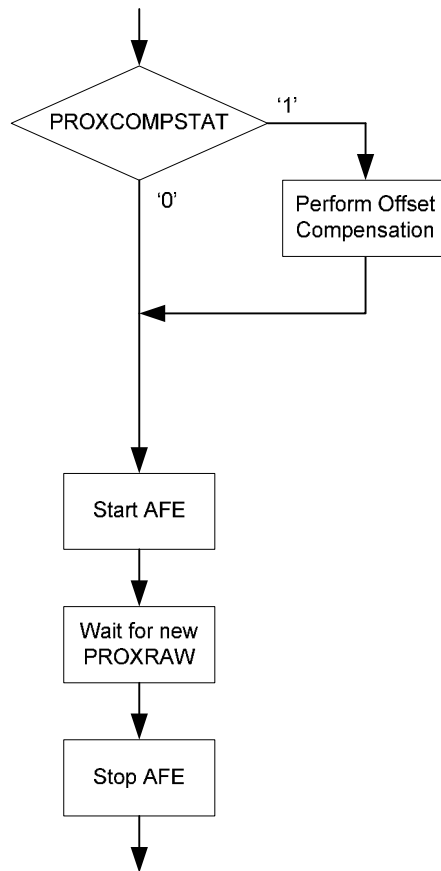 PROXCOMPSTAT
‘1’
‘0’
Perform Offset
Compensation
Start AFE
Wait for new
PROXRAW
Stop AFE